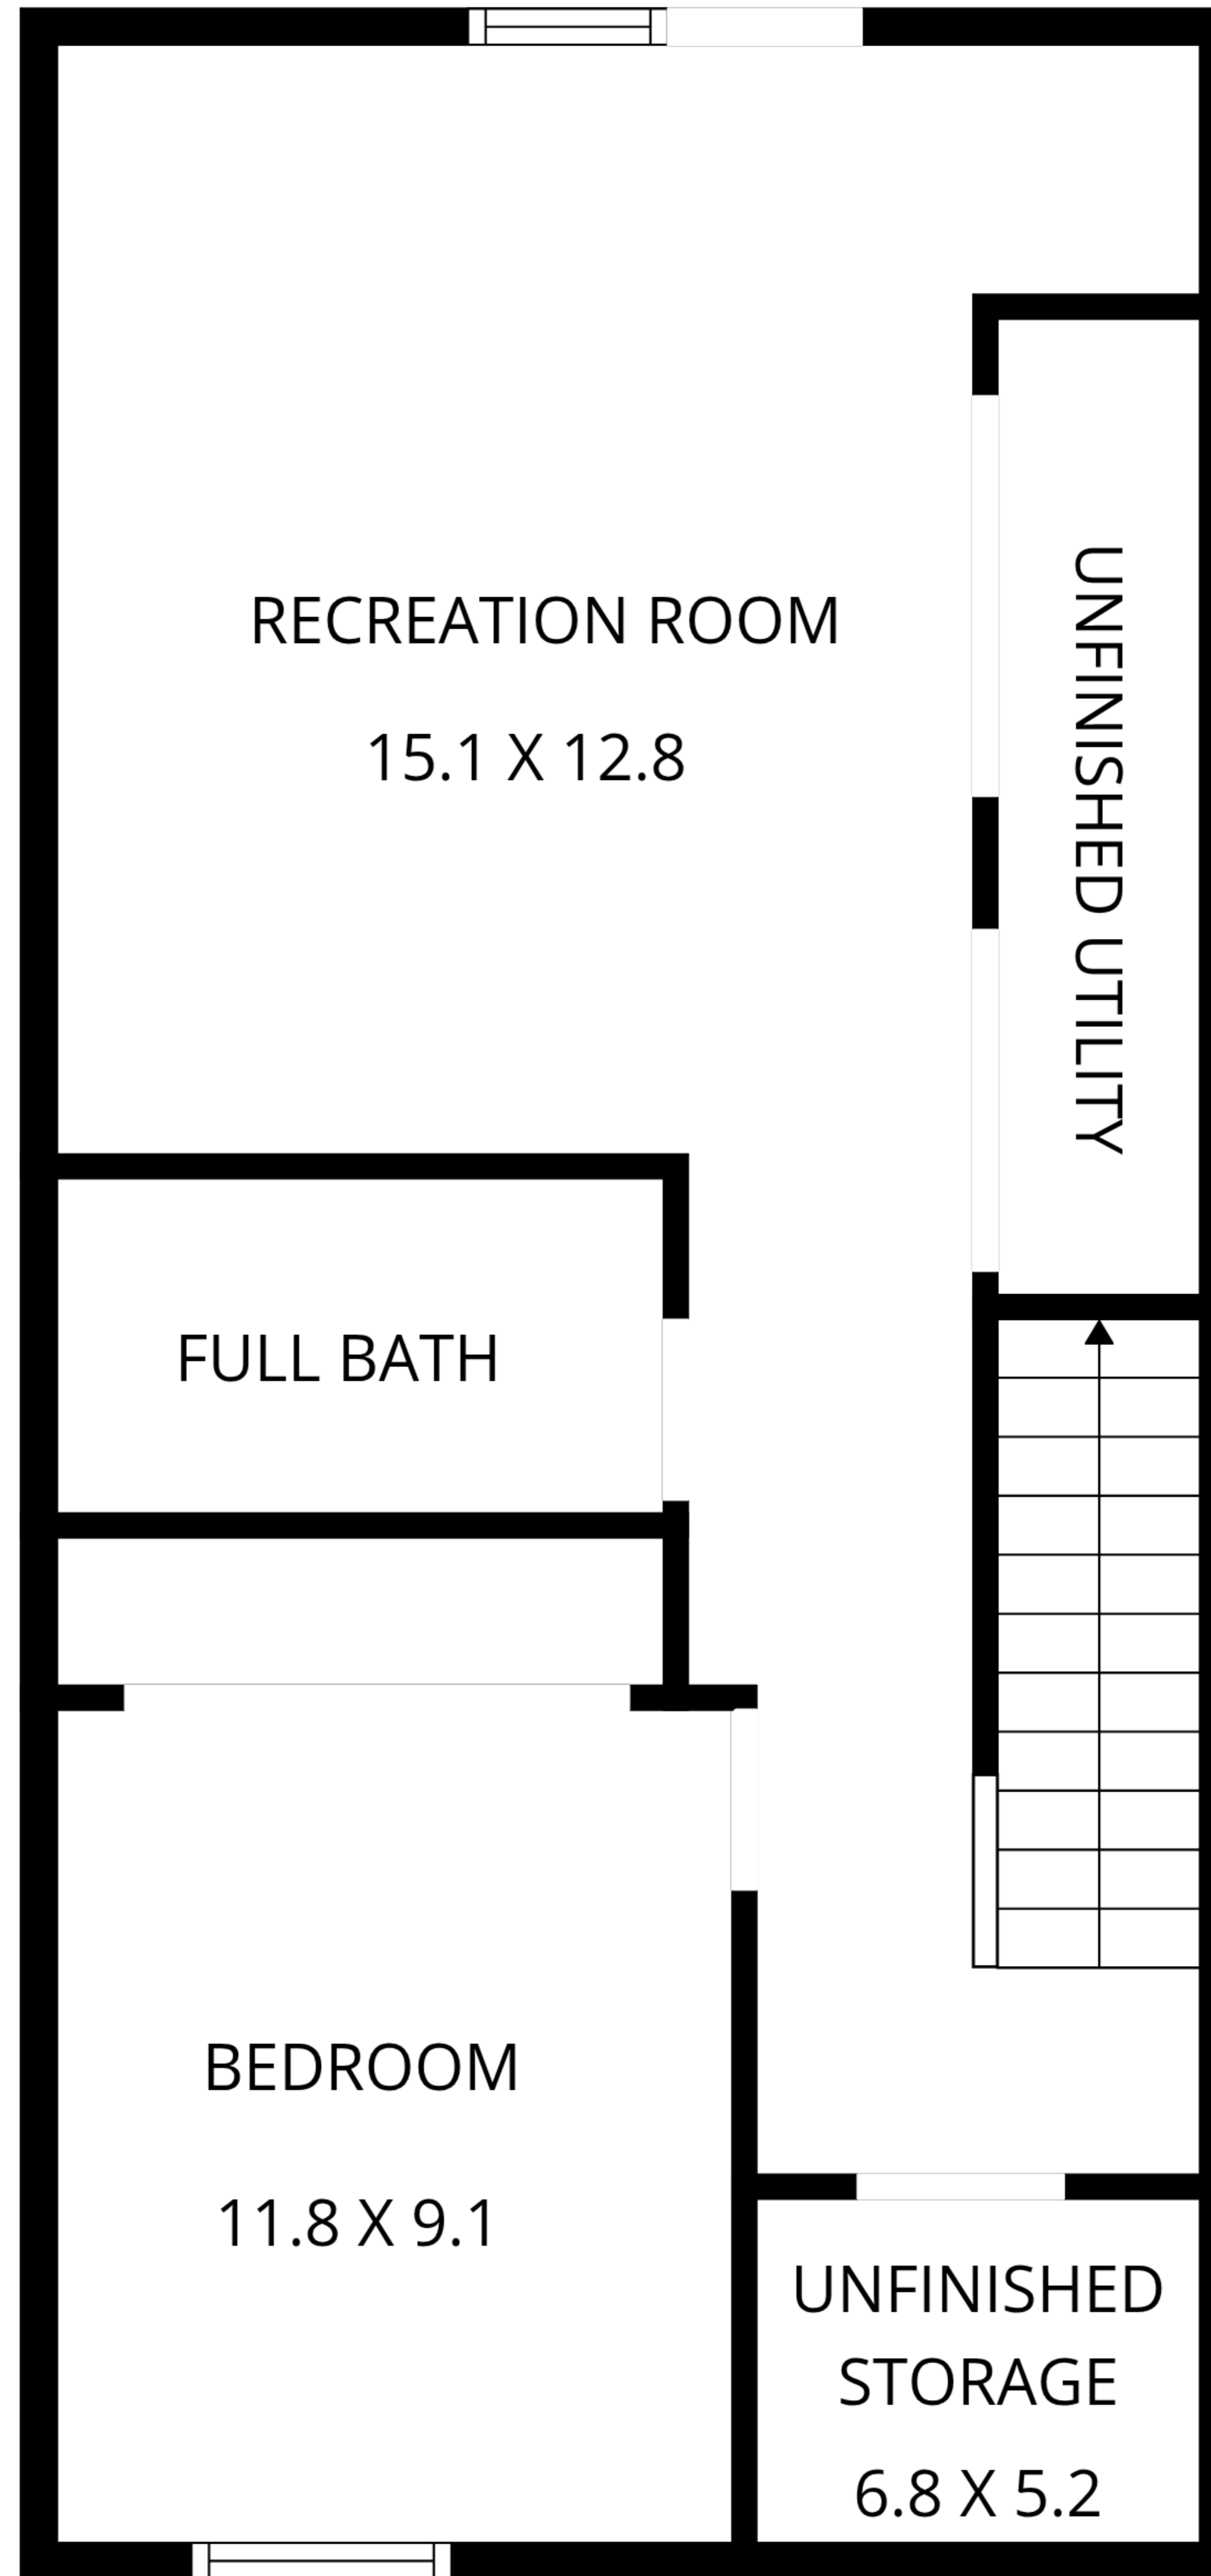 RECREATION ROOM
15.1 X 12.8
UNFINISHED UTILITY
FULL BATH
BEDROOM
11.8 X 9.1
UNFINISHED
STORAGE
6.8 X 5.2